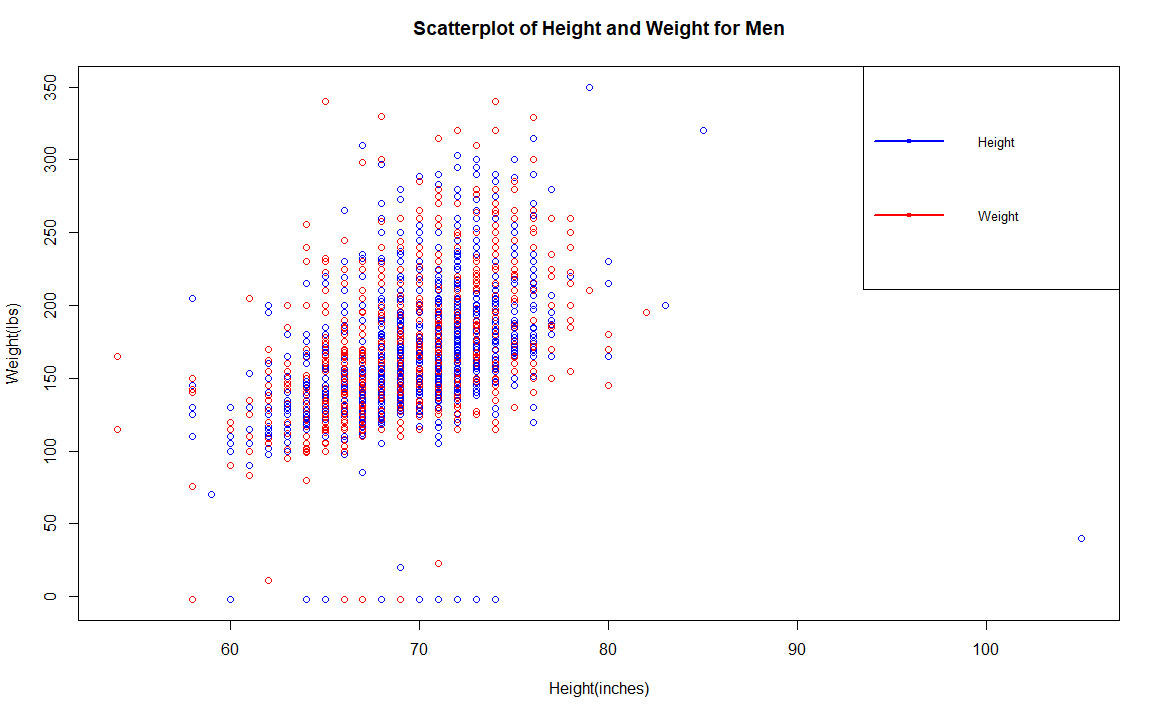 Scatterplot of Height and Weight for Men
350
300
250
200
150
100
50
0
Weight(lbs)
Height
Weight
60 70 80 90 100
Height(inches)